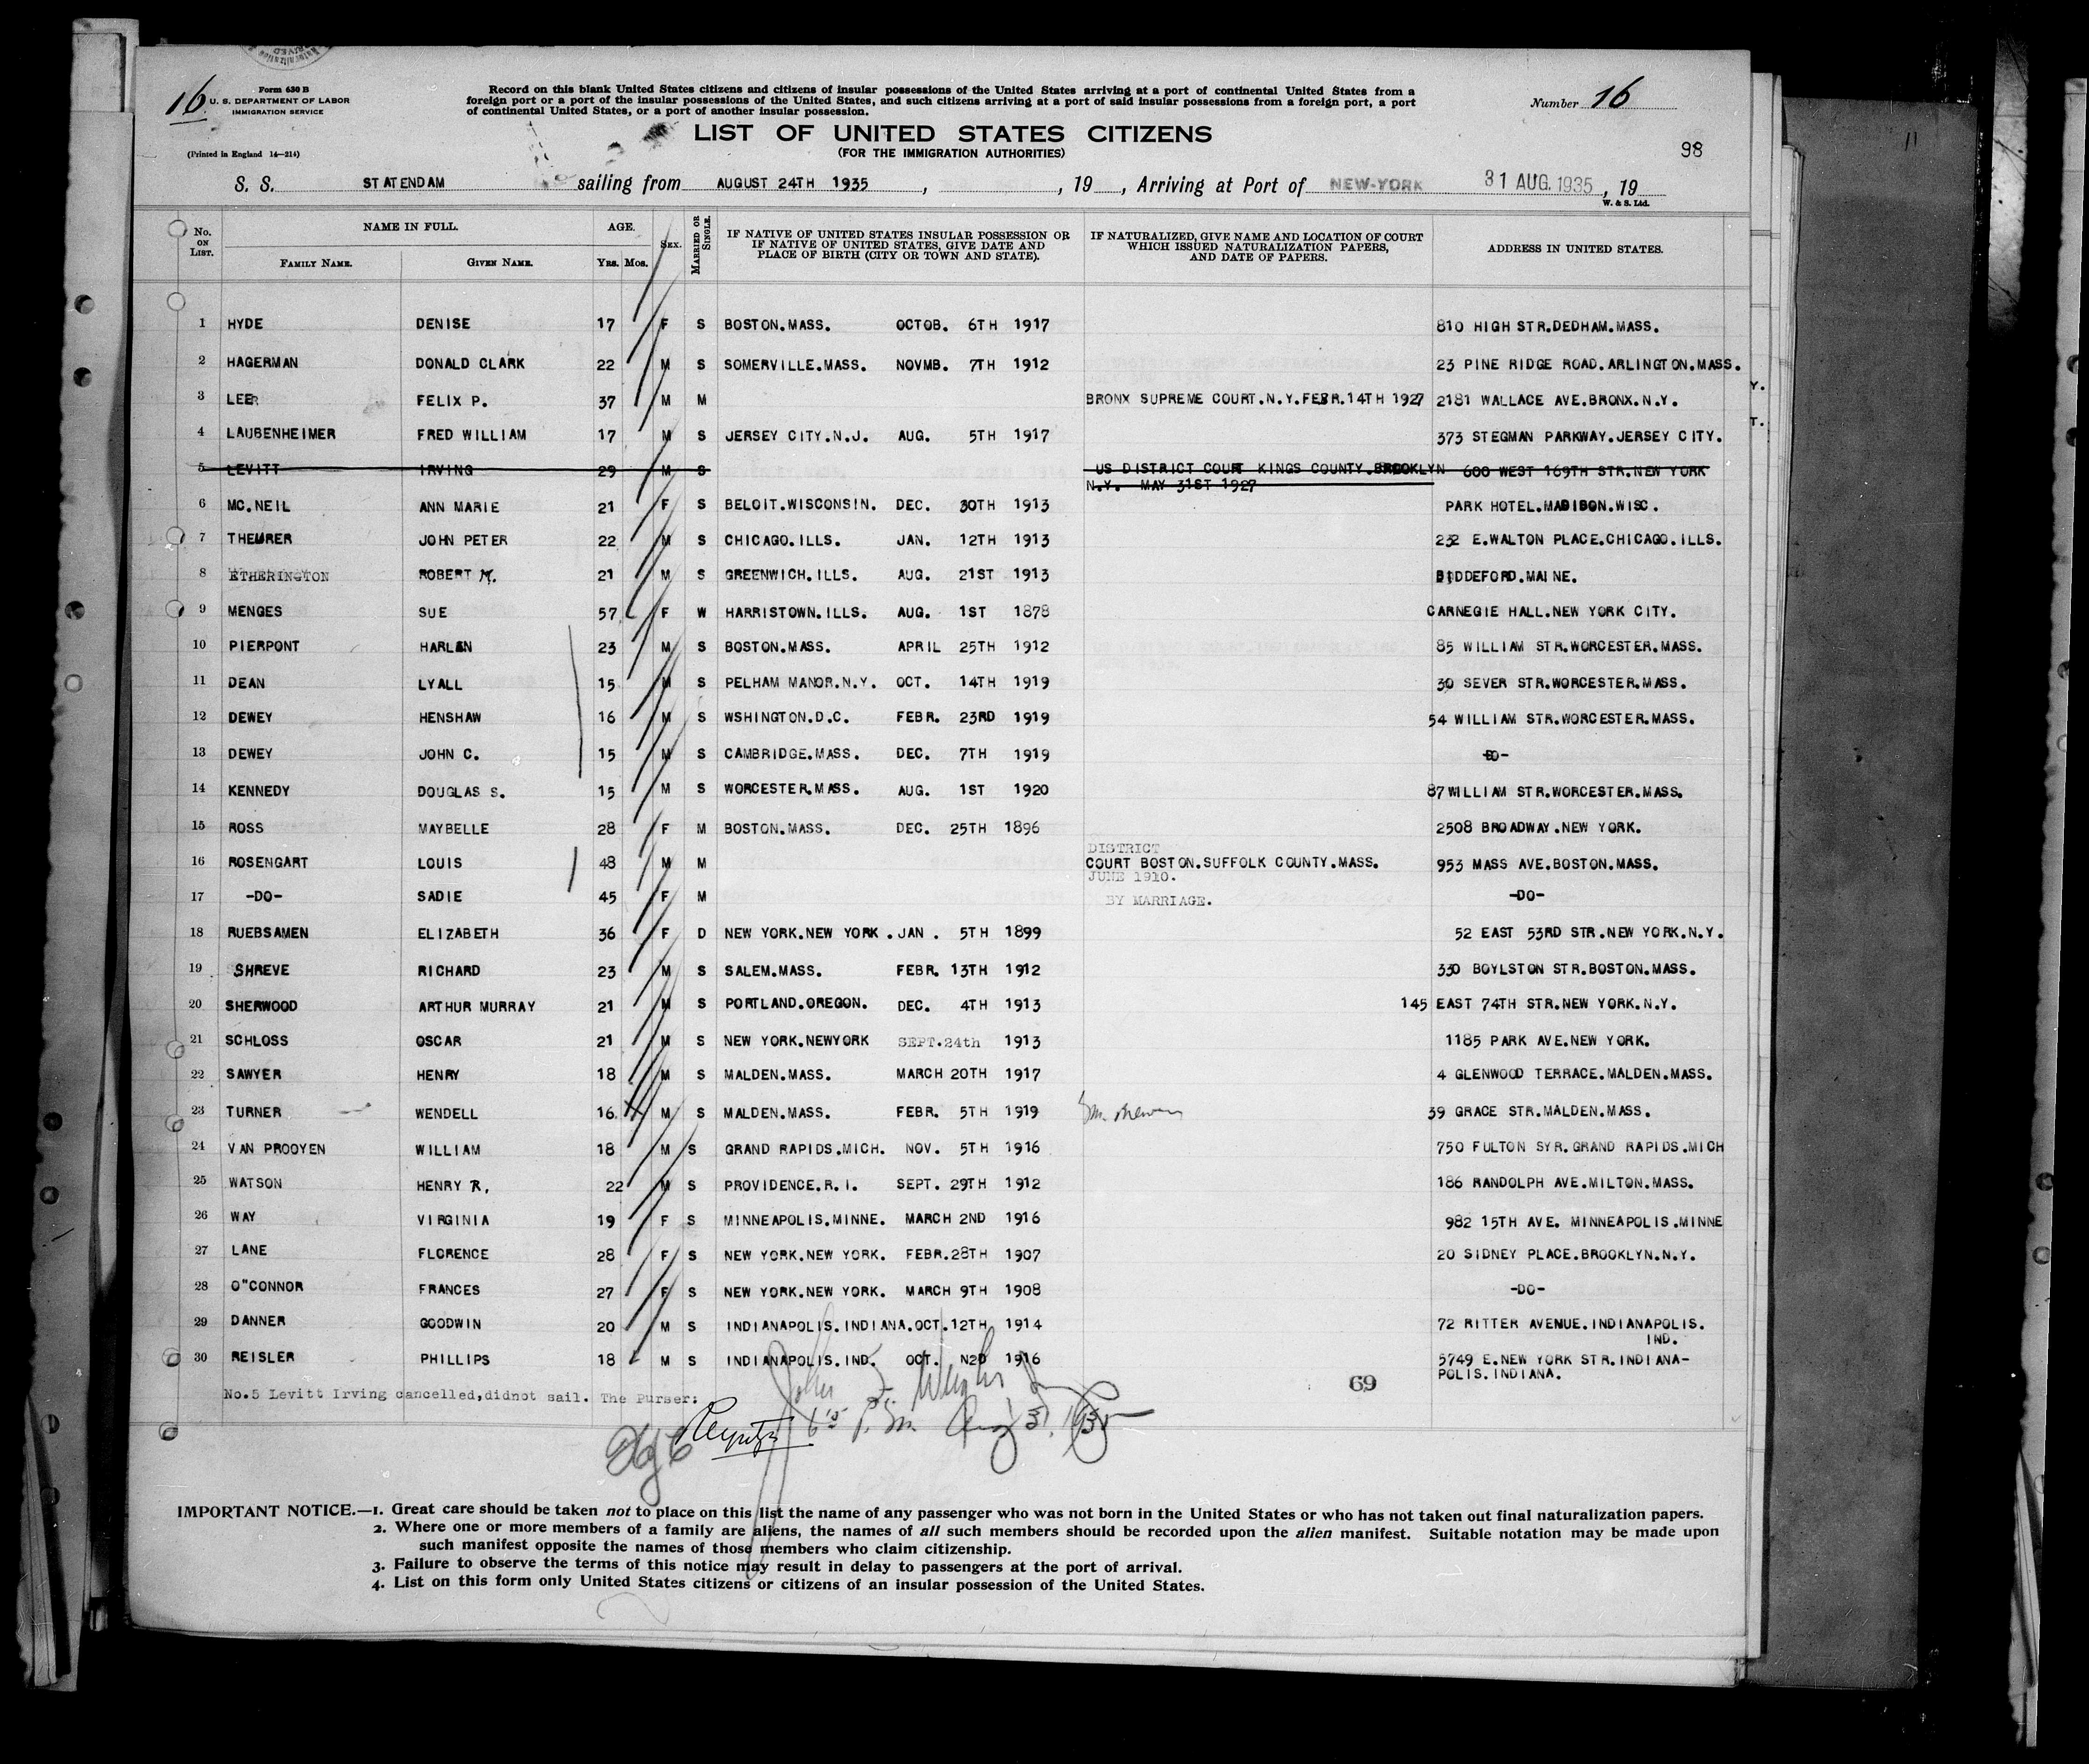 16
Form 630 B
U. S. DEPARTMENT OF LABOR
IMMIGRATION SERVICE
(Printed in England 14—214)
Record on this blank United States citizens and citizens of insular possessions of the United States arriving at a port of continental United States from a
foreign port or a port of the insular possessions of the United States, and such citizens arriving at a port of said insular possessions from a foreign port, a port
of continental United States, or a port of another insular possession.
Number 16
LIST OF UNITED STATES CITIZENS
(FOR THE IMMIGRATION AUTHORITIES)
98
S. S. STATENDAM sailing from AUGUST 24TH 1935 , , 19 , Arriving at Port of NEW-YORK 31 AUG. 1935 , 19
W. & S. Ltd.
No. ON LIST. NAME IN FULL. FAMILY NAME. GIVEN NAME. AGE. YRS. MOS. SEX. MARRIED OR SINGLE. IF NATIVE OF UNITED STATES INSULAR POSSESSION OR IF NATIVE OF UNITED STATES, GIVE DATE AND PLACE OF BIRTH (CITY OR TOWN AND STATE). IF NATURALIZED, GIVE NAME AND LOCATION OF COURT WHICH ISSUED NATURALIZATION PAPERS, AND DATE OF PAPERS. ADDRESS IN UNITED STATES.
1 HYDE DENISE 17 F S BOSTON.MASS. OCTOB. 6TH 1917 810 HIGH STR.DEDHAM.MASS.
2 HAGERMAN DONALD CLARK 22 M S SOMERVILLE.MASS. NOVMB. 7TH 1912 23 PINE RIDGE ROAD.ARLINGTON.MASS.
3 LEER FELIX P. 37 M M BRONX SUPREME COURT.N.Y.FEBR.14TH 1927 2181 WALLACE AVE.BRONX.N.Y.
4 LAUBENHEIMER FRED WILLIAM 17 M S JERSEY CITY.N.J. AUG. 5TH 1917 373 STEGMAN PARKWAY.JERSEY CITY.
5 LEVITT IRVING 29 M S US DISTRICT COURT KINGS COUNTY.BROOKLYN 600 WEST 169TH STR.NEW YORK
N.Y. MAY 31ST 1927
6 MC.NEIL ANN MARIE 21 F S BELOIT.WISCONSIN. DEC. 30TH 1913 PARK HOTEL.MADISON.WISC.
7 THEURER JOHN PETER 22 M S CHICAGO.ILLS. JAN. 12TH 1913 232 E.WALTON PLACE.CHICAGO.ILLS.
8 ETHERINGTON ROBERT M. 21 M S GREENWICH.ILLS. AUG. 21ST 1913 BIDDEFORD.MAINE.
9 MENGES SUE 57 F W HARRISTOWN.ILLS. AUG. 1ST 1878 CARNEGIE HALL.NEW YORK CITY.
10 PIERPONT HARLAN 23 M S BOSTON.MASS. APRIL 25TH 1912 85 WILLIAM STR.WORCESTER.MASS.
11 DEAN LYALL 15 M S PELHAM MANOR.N.Y. OCT. 14TH 1919 30 SEVER STR.WORCESTER.MASS.
12 DEWEY HENSHAW 16 M S WSHINGTON.D.C. FEBR. 23RD 1919 54 WILLIAM STR.WORCESTER.MASS.
13 DEWEY JOHN C. 15 M S CAMBRIDGE.MASS. DEC. 7TH 1919 -DO-
14 KENNEDY DOUGLAS S. 15 M S WORCESTER.MASS. AUG. 1ST 1920 87WILLIAM STR.WORCESTER.MASS.
15 ROSS MAYBELLE 28 F M BOSTON.MASS. DEC. 25TH 1896 2508 BROADWAY.NEW YORK.
DISTRICT
16 ROSENGART LOUIS 48 M M COURT BOSTON.SUFFOLK COUNTY.MASS. 953 MASS AVE.BOSTON.MASS.
JUNE 1910.
17 -DO- SADIE 45 F M BY MARRIAGE. -DO-
18 RUEBSAMEN ELIZABETH 36 F D NEW YORK.NEW YORK . JAN . 5TH 1899 52 EAST 53RD STR.NEW YORK.N.Y.
19 SHREVE RICHARD 23 M S SALEM.MASS. FEBR. 13TH 1912 330 BOYLSTON STR.BOSTON.MASS.
20 SHERWOOD ARTHUR MURRAY 21 M S PORTLAND.OREGON. DEC. 4TH 1913 145 EAST 74TH STR.NEW YORK.N.Y.
21 SCHLOSS OSCAR 21 M S NEW YORK.NEWYORK SEPT.24th 1913 1185 PARK AVE.NEW YORK.
22 SAWYER HENRY 18 M S MALDEN.MASS. MARCH 20TH 1917 4 GLENWOOD TERRACE.MALDEN.MASS.
23 TURNER WENDELL 16 M S MALDEN.MASS. FEBR. 5TH 1919 39 GRACE STR.MALDEN.MASS.
24 VAN PROOYEN WILLIAM 18 M S GRAND RAPIDS.MICH. NOV. 5TH 1916 750 FULTON SYR.GRAND RAPIDS.MICH
25 WATSON HENRY R. 22 M S PROVIDENCE.R.I. SEPT. 29TH 1912 186 RANDOLPH AVE.MILTON.MASS.
26 WAY VIRGINIA 19 F S MINNEAPOLIS.MINNE. MARCH 2ND 1916 982 15TH AVE. MINNEAPOLIS.MINNE
27 LANE FLORENCE 28 F S NEW YORK.NEW YORK. FEBR.28TH 1907 20 SIDNEY PLACE.BROOKLYN.N.Y.
28 O"CONNOR FRANCES 27 F S NEW YORK.NEW YORK. MARCH 9TH 1908 -DO-
29 DANNER GOODWIN 20 M S INDIANAPOLIS.INDIANA.OCT.12TH 1914 72 RITTER AVENUE.INDIANAPOLIS.
IND.
30 REISLER PHILLIPS 18 M S INDIANAPOLIS.IND. OCT. N2D 1916 5749 E.NEW YORK STR.INDIANA-
POLIS.INDIANA.
No.5 Levitt Irving cancelled,didnot sail. The Purser:
69
IMPORTANT NOTICE.—1. Great care should be taken not to place on this list the name of any passenger who was not born in the United States or who has not taken out final naturalization papers.
2. Where one or more members of a family are aliens, the names of all such members should be recorded upon the alien manifest. Suitable notation may be made upon
such manifest opposite the names of those members who claim citizenship.
3. Failure to observe the terms of this notice may result in delay to passengers at the port of arrival.
4. List on this form only United States citizens or citizens of an insular possession of the United States.